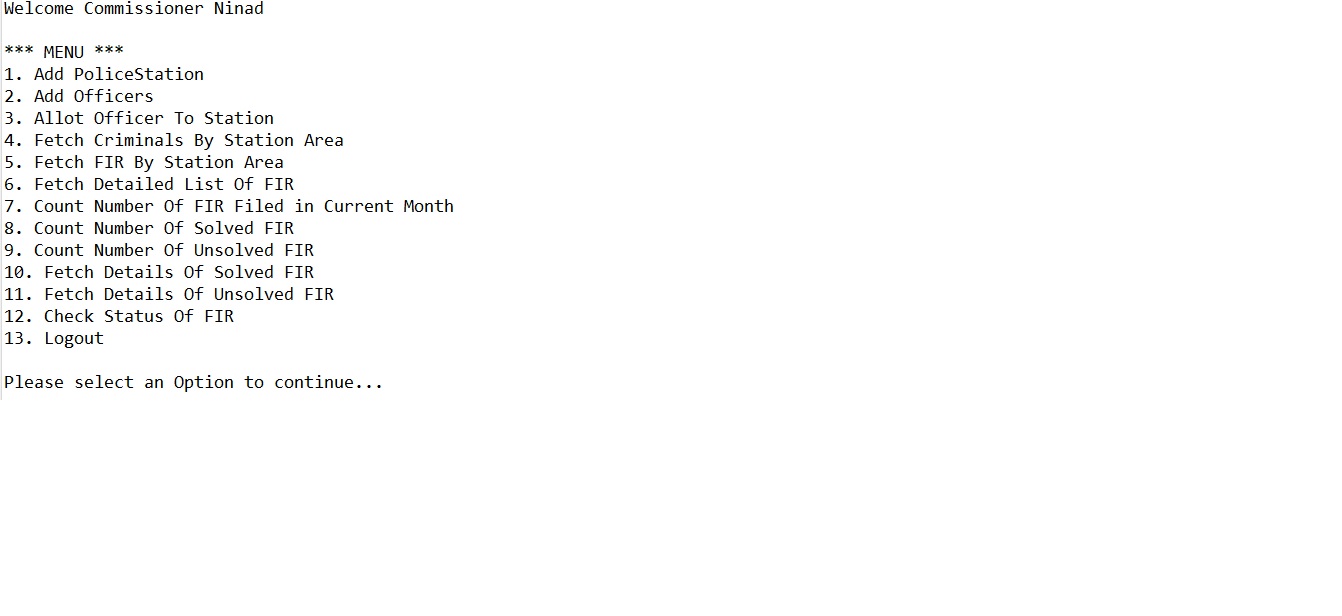 Welcome Commissioner Ninad
*** MENU ***
1. Add PoliceStation
2. Add Officers
3. Allot Officer To Station
4. Fetch Criminals By Station Area
5. Fetch FIR By Station Area
6. Fetch Detailed List Of FIR
7. Count Number Of FIR Filed in Current Month
8. Count Number Of Solved FIR
9. Count Number Of Unsolved FIR
10. Fetch Details Of Solved FIR
11. Fetch Details Of Unsolved FIR
12. Check Status Of FIR
13. Logout
Please select an Option to continue...